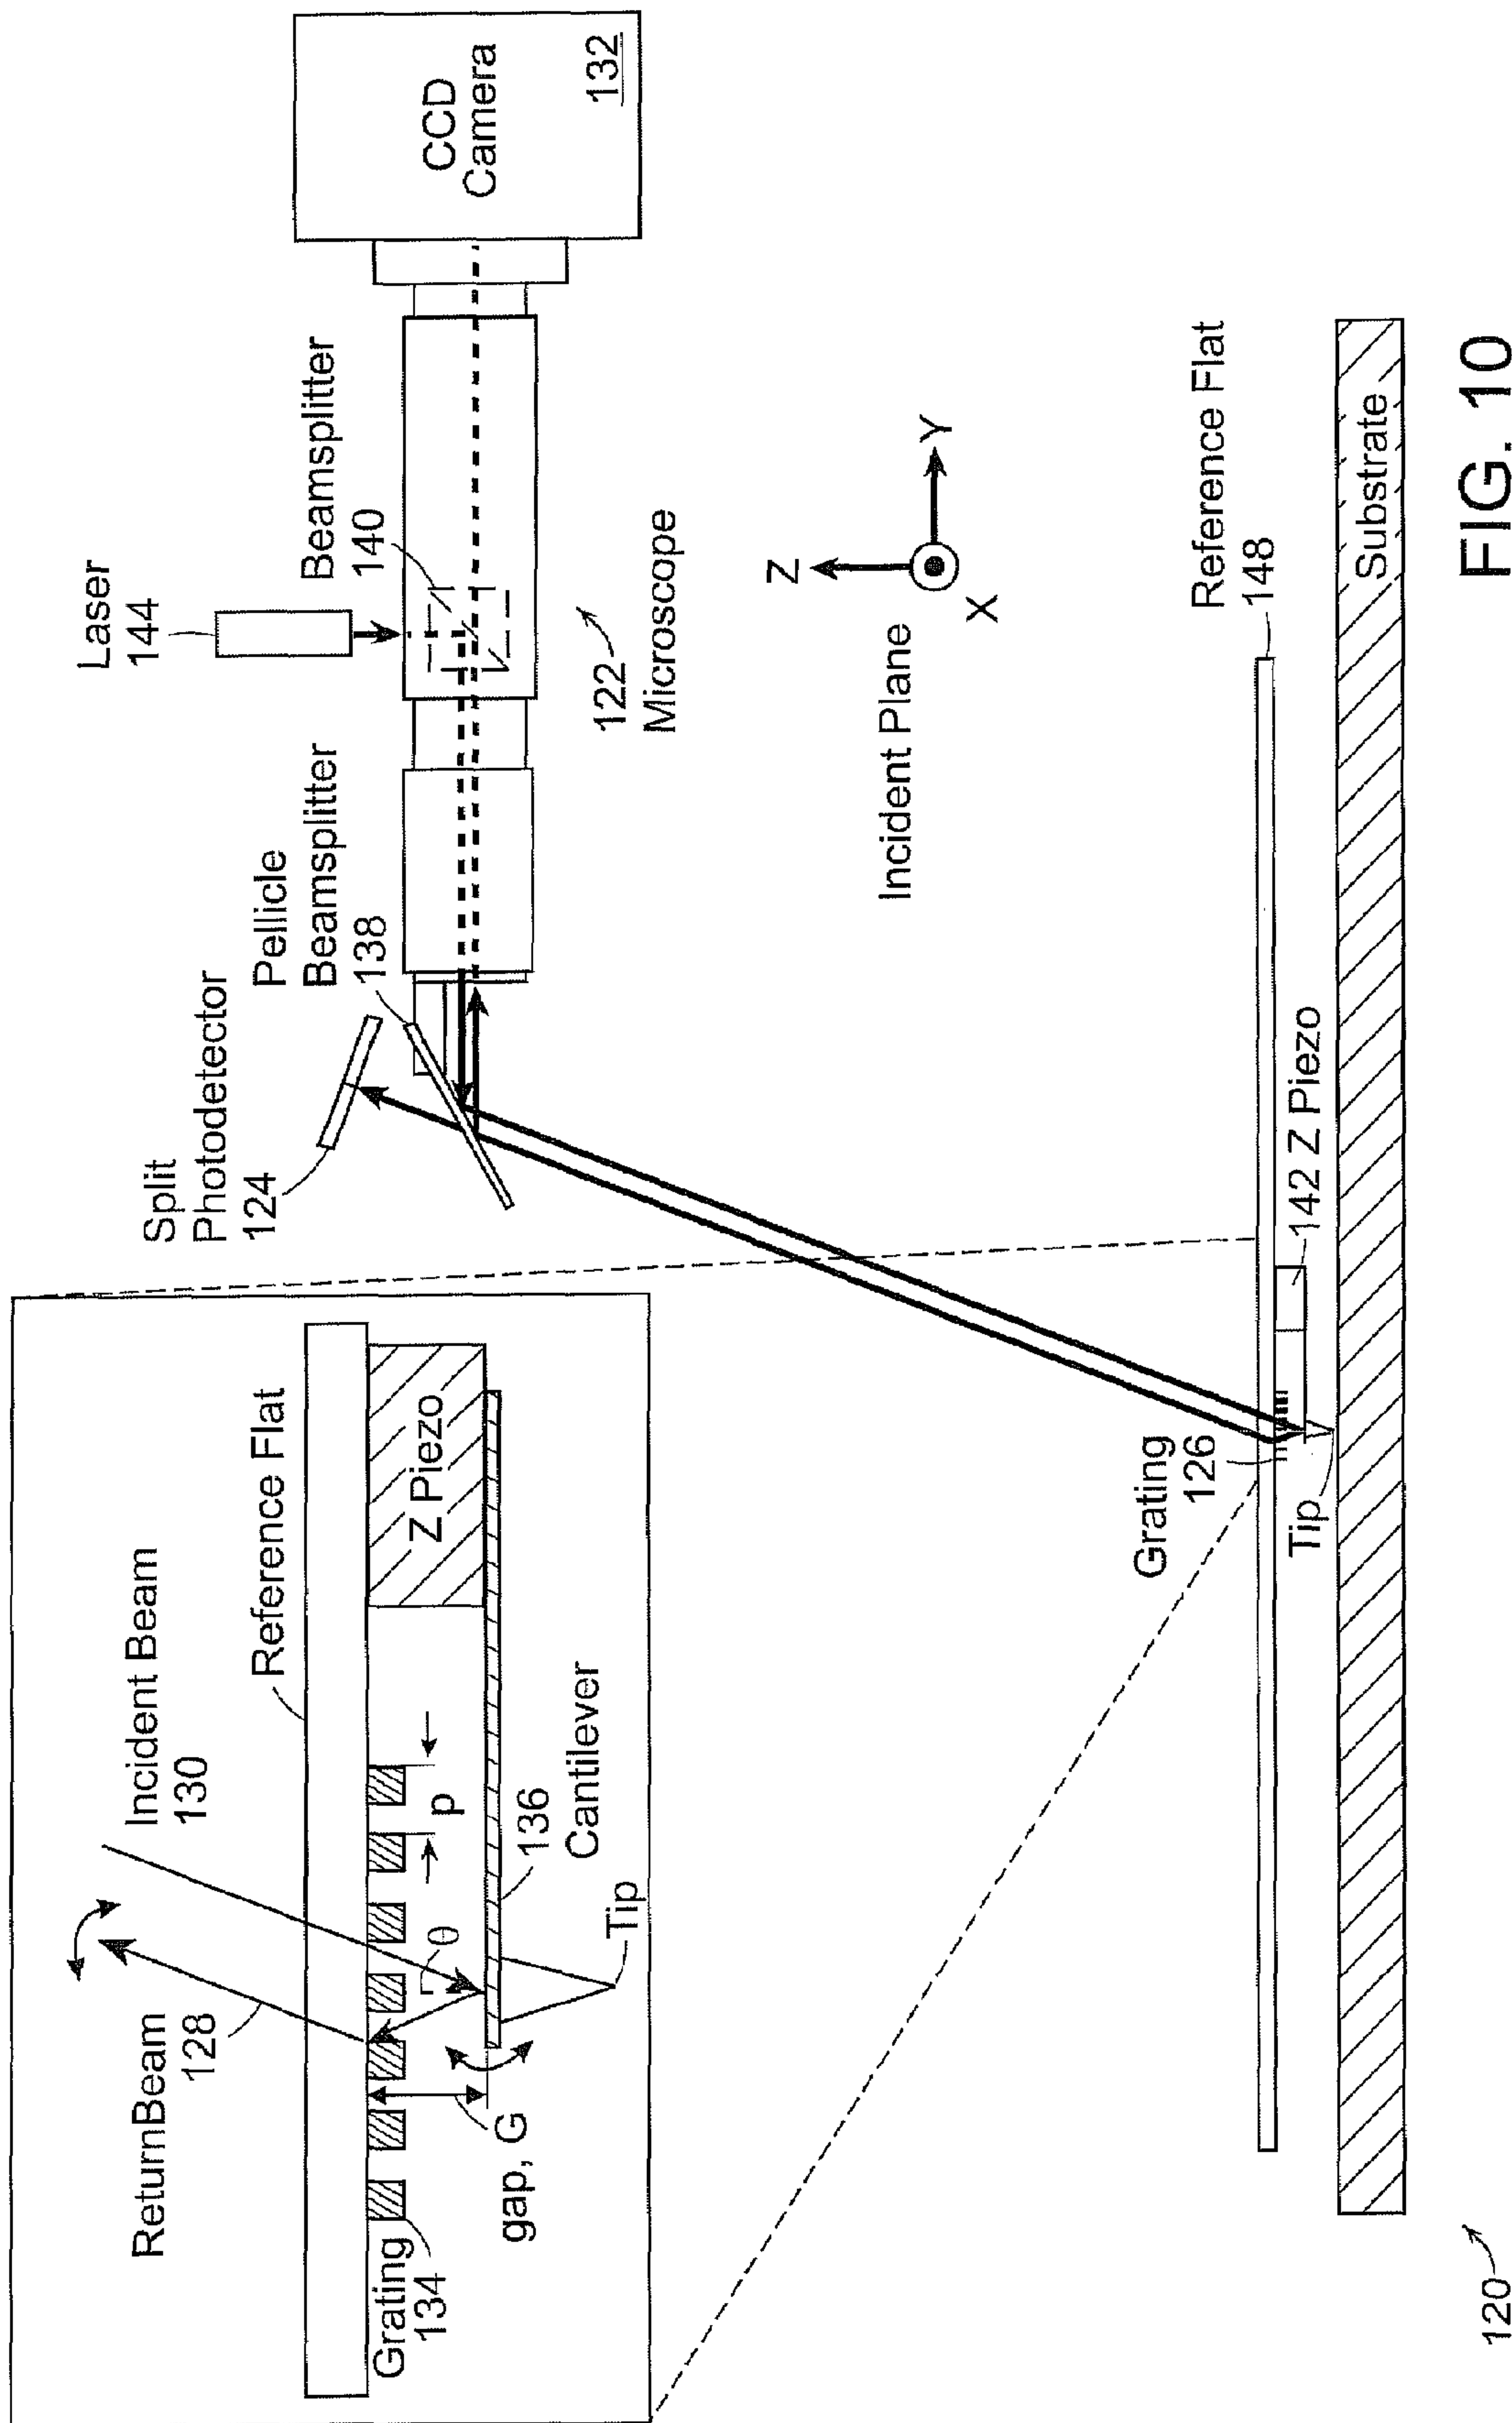 ReturnBeam
128
Incident Beam
130
Reference Flat
Z Piezo
Grating
134
gap, G
θ
p
136
Cantilever
Tip
Split
Photodetector
124
Pellicle
Beamsplitter
138
Laser
144
Beamsplitter
140
CCD
Camera
132
122
Microscope
Incident Plane
Z
Y
X
Grating
126
Tip
142 Z Piezo
Reference Flat
148
Substrate
120
FIG. 10